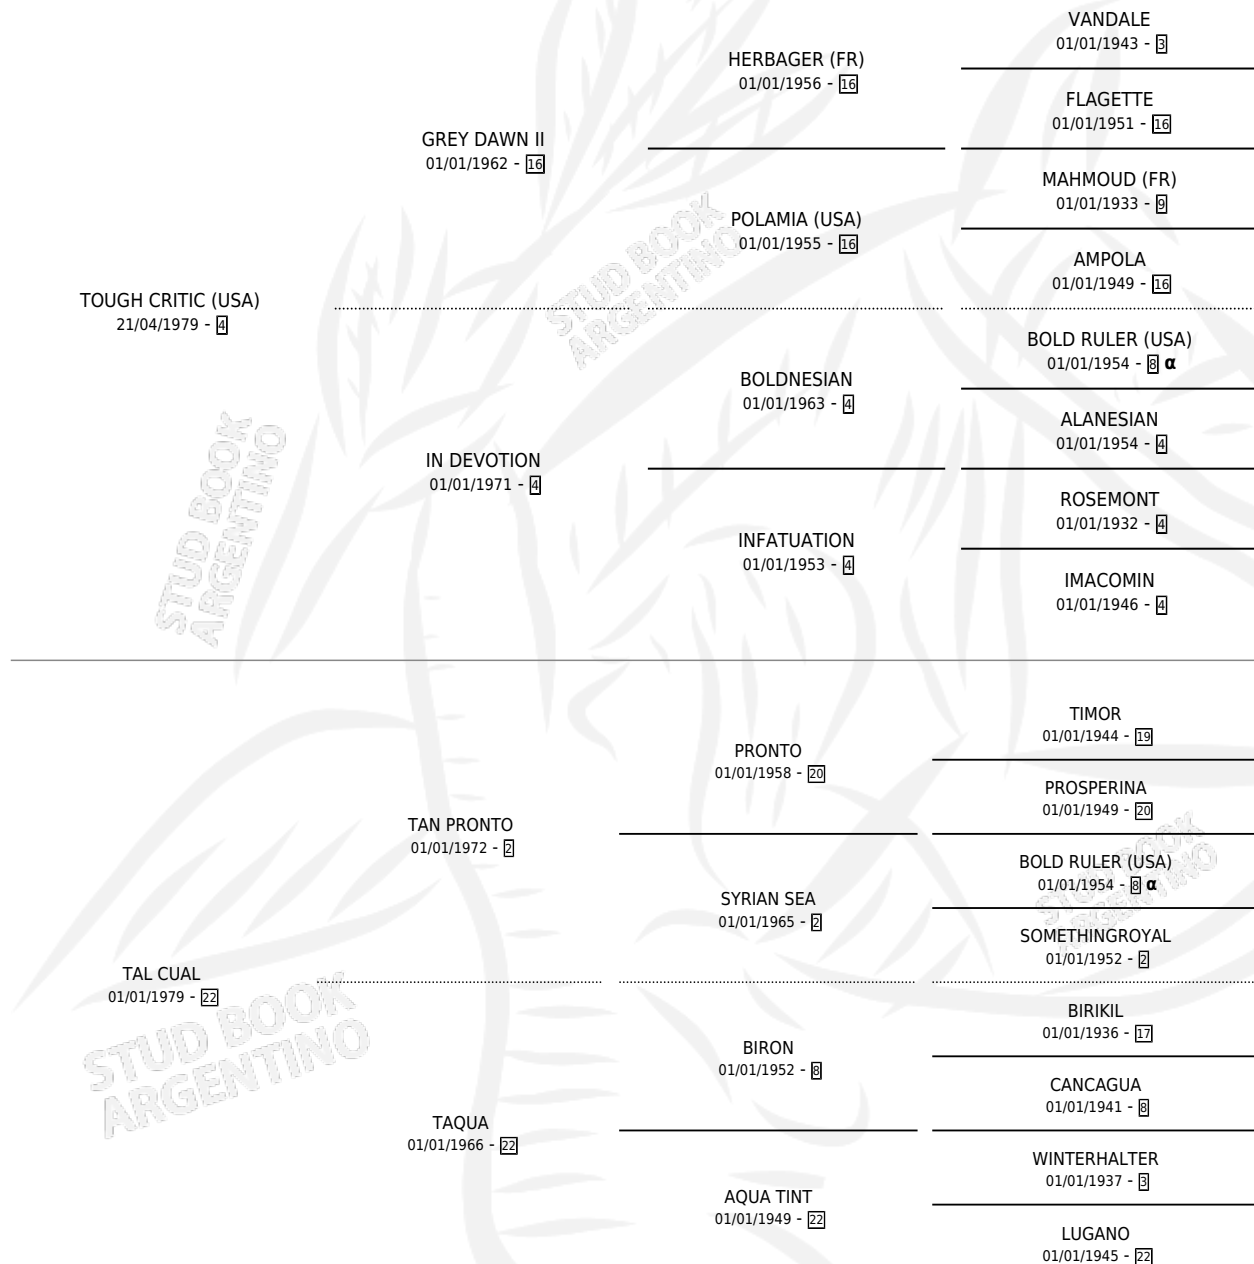 VANDALE
01/01/1943 - 3
HERBAGER (FR)
01/01/1956 - 16
FLAGETTE
01/01/1951 - 16
GREY DAWN II
01/01/1962 - 16
MAHMOUD (FR)
01/01/1933 - 9
POLAMIA (USA)
01/01/1955 - 16
AMPOLA
01/01/1949 - 16
STUD BOOK
ARGENTINO
TOUGH CRITIC (USA)
21/04/1979 - 4
BOLD RULER (USA)
01/01/1954 - 8 α
BOLDNESIAN
01/01/1963 - 4
ALANESIAN
01/01/1954 - 4
IN DEVOTION
01/01/1971 - 4
ROSEMONT
01/01/1932 - 4
INFATUATION
01/01/1953 - 4
IMACOMIN
01/01/1946 - 4
STUD BOOK
ARGENTINO
TIMOR
01/01/1944 - 19
PRONTO
01/01/1958 - 20
PROSPERINA
01/01/1949 - 20
TAN PRONTO
01/01/1972 - 2
BOLD RULER (USA)
01/01/1954 - 8 α
SYRIAN SEA
01/01/1965 - 2
SOMETHINGROYAL
01/01/1952 - 2
STUD BOOK
ARGENTINO
TAL CUAL
01/01/1979 - 22
BIRIKIL
01/01/1936 - 17
BIRON
01/01/1952 - 8
CANCAGUA
01/01/1941 - 8
TAQUA
01/01/1966 - 22
WINTERHALTER
01/01/1937 - 3
AQUA TINT
01/01/1949 - 22
LUGANO
01/01/1945 - 22
STUD BOOK
ARGENTINO